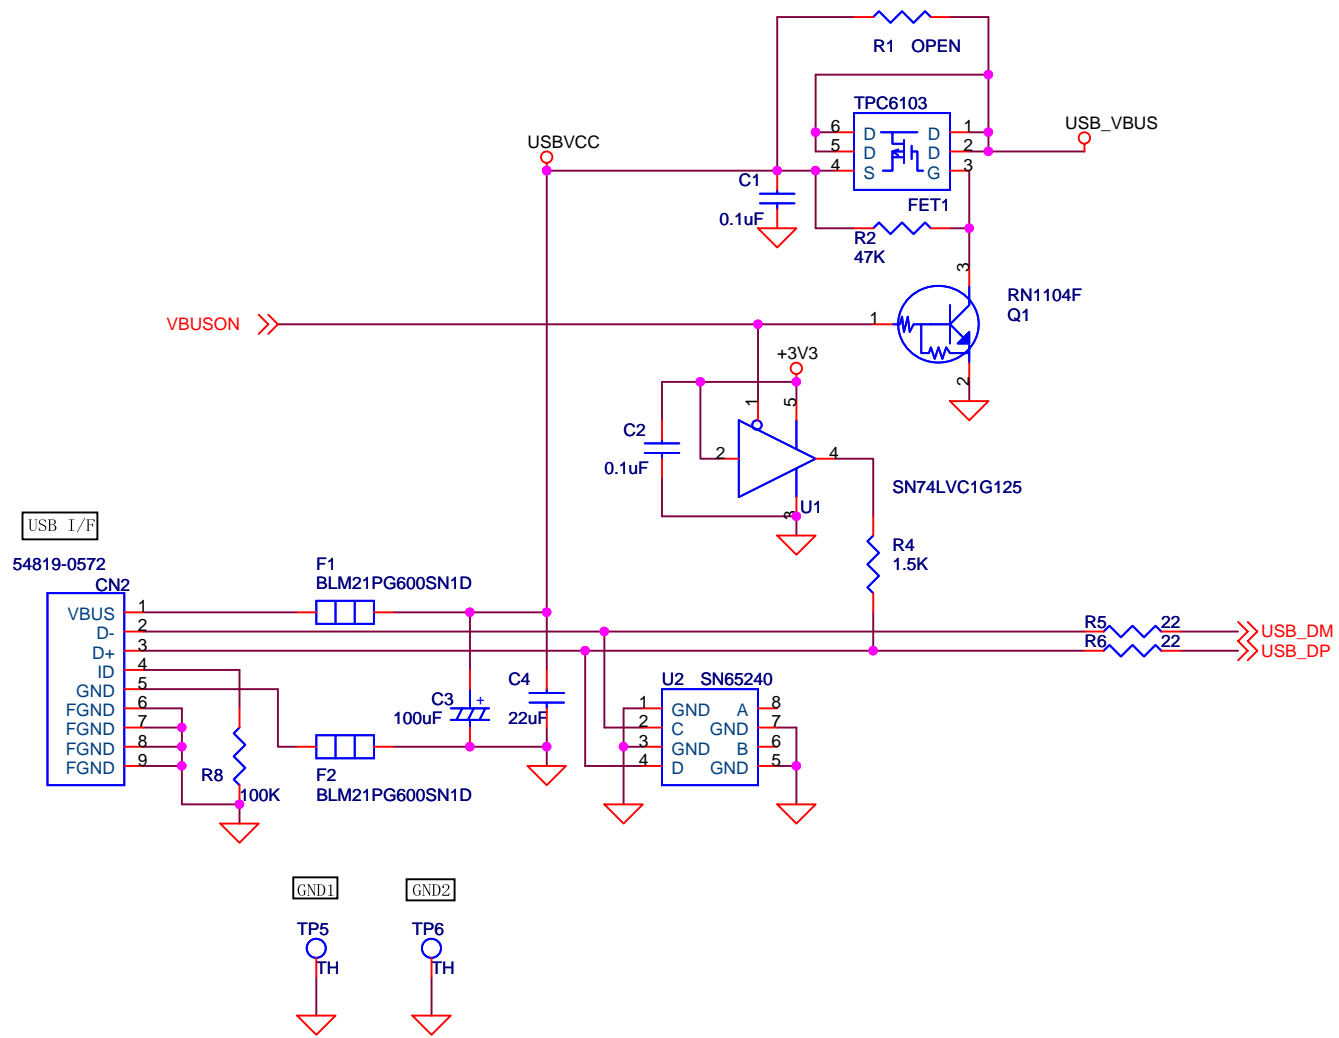 R1 OPEN
TPC6103
USB_VBUS
6 D D 1
5 D D 2
4 S G 3
USBVCC
C1
0.1uF
FET1
R2
47K
3
RN1104F
Q1
VBUSON
1
2
+3V3
1
5
C2
0.1uF
2
4
SN74LVC1G125
U1
3
USB I/F
54819-0572
CN2
F1
BLM21PG600SN1D
R4
1.5K
VBUS 1
D- 2
D+ 3
ID 4
GND 5
FGND 6
FGND 7
FGND 8
FGND 9
R5 22
R6 22
USB_DM
USB_DP
U2 SN65240
1 GND A 8
2 C GND 7
3 GND B 6
4 D GND 5
C3
+
100uF
C4
22uF
R8
100K
F2
BLM21PG600SN1D
GND1
GND2
TP5
TP6
TH
TH